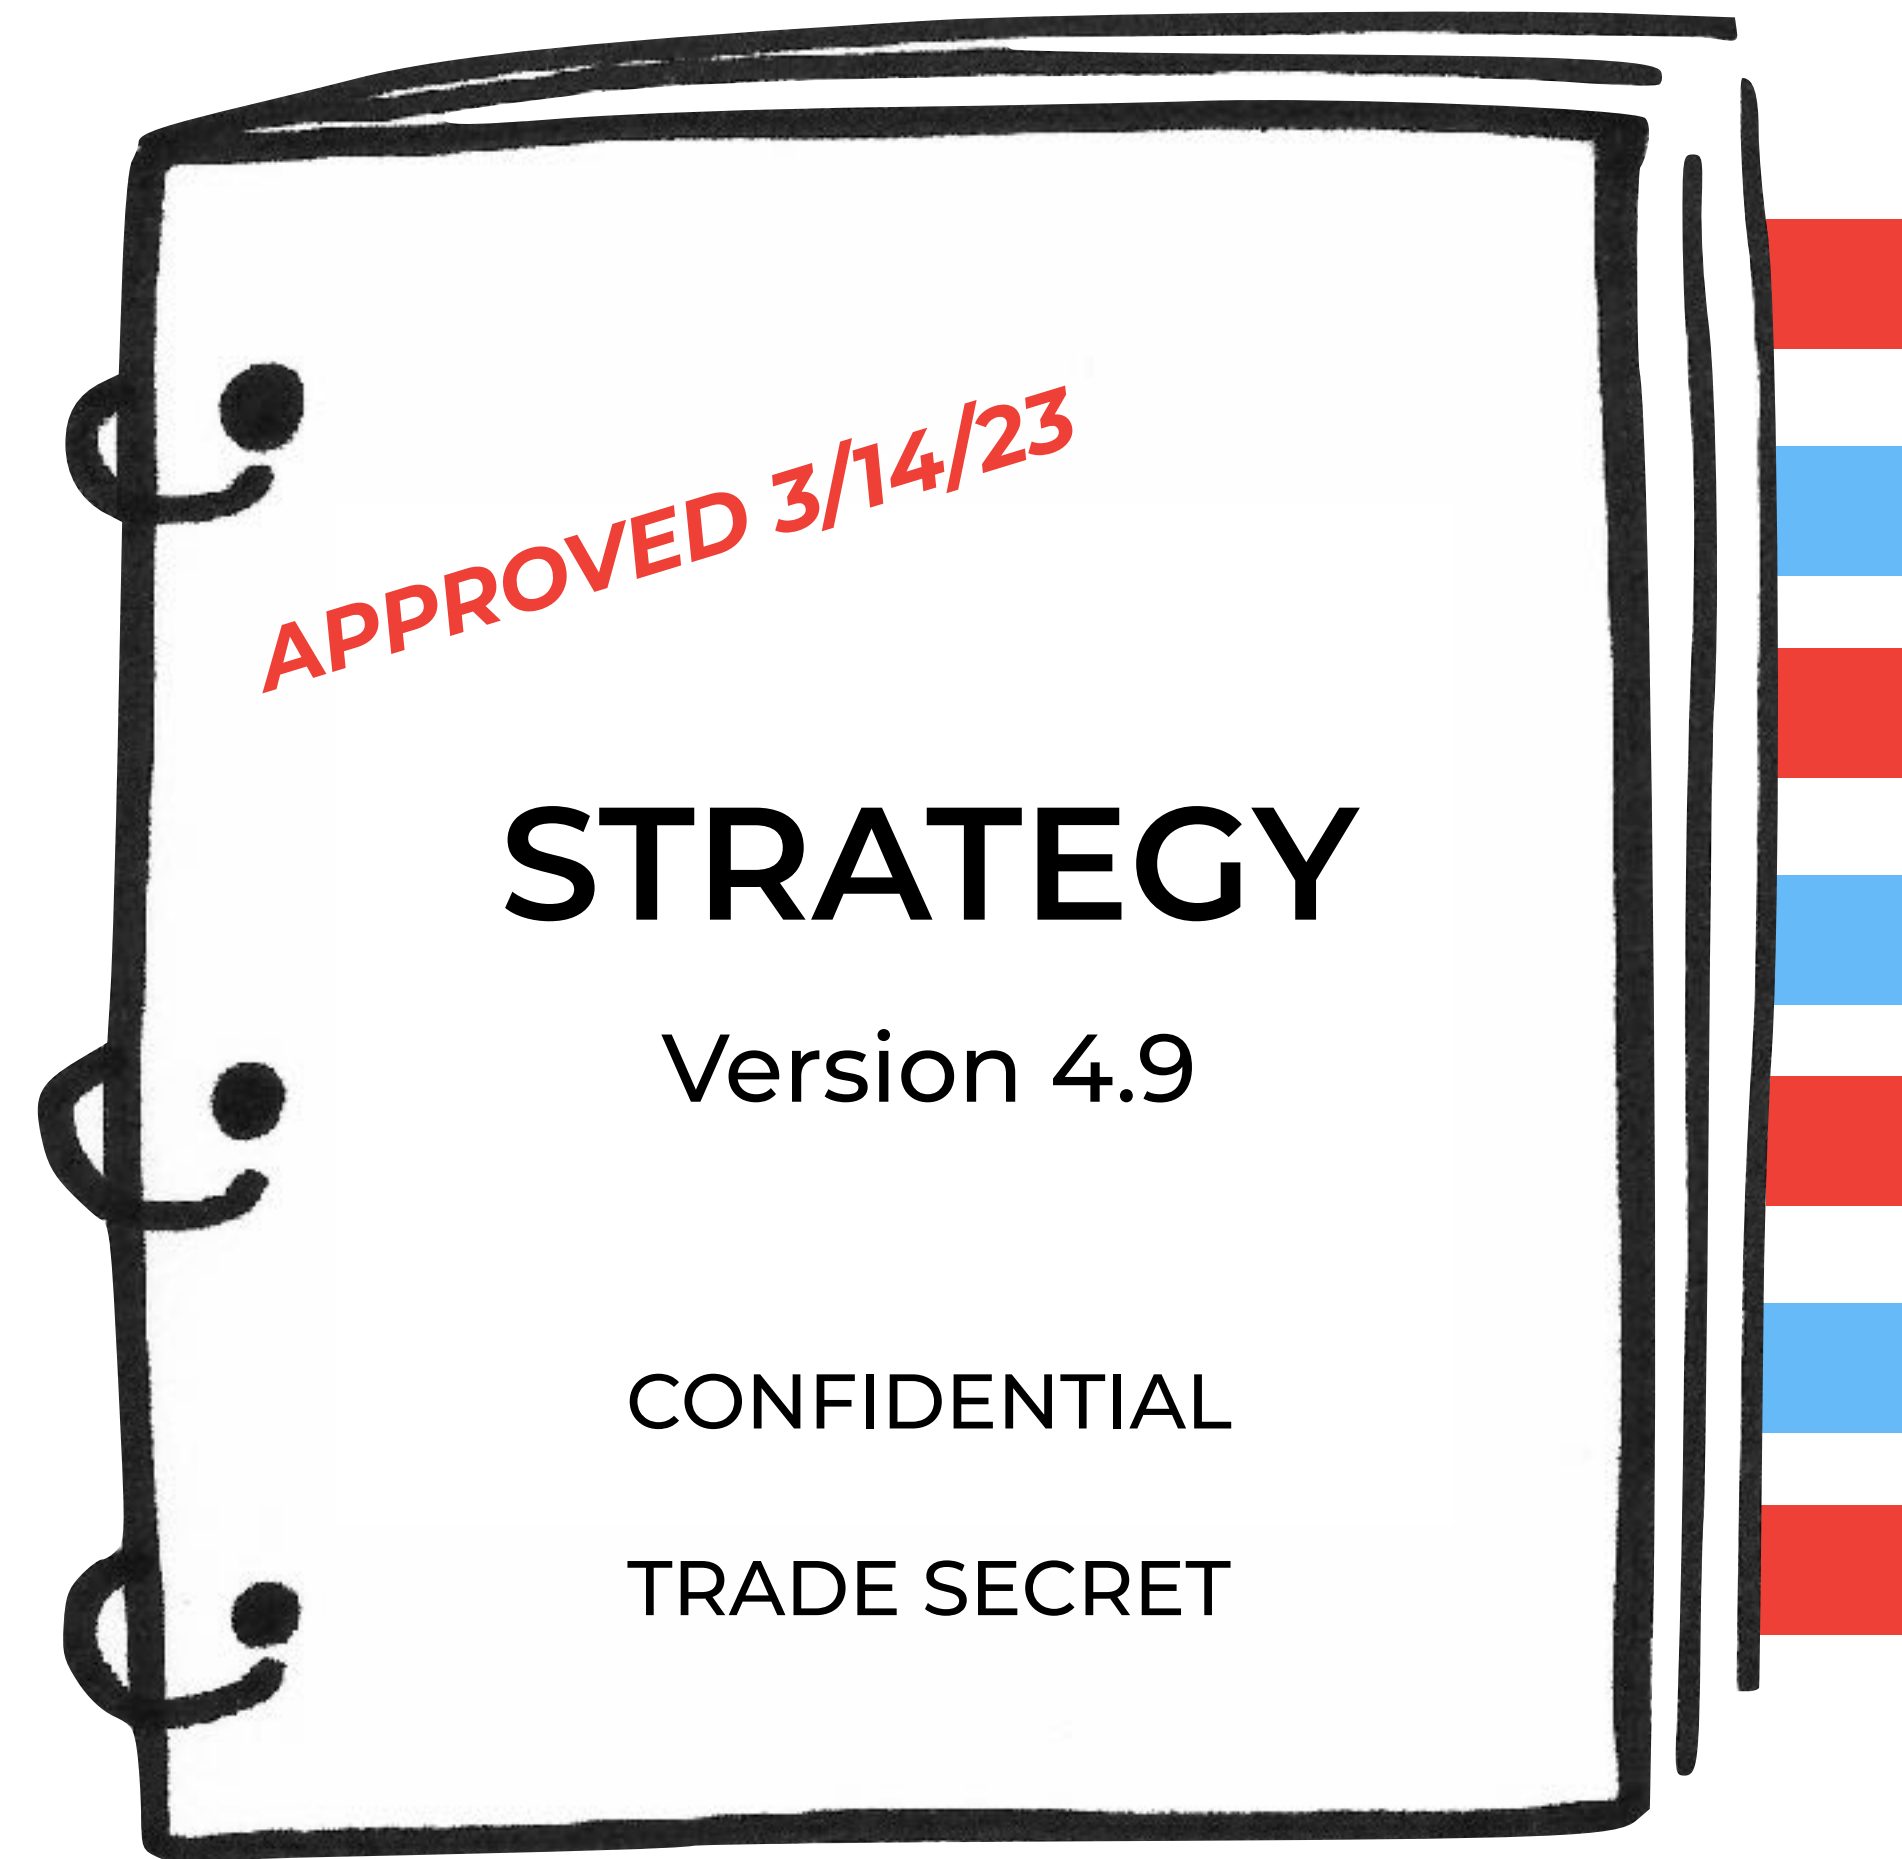 APPROVED 3/14/23
STRATEGY
Version 4.9
CONFIDENTIAL
TRADE SECRET